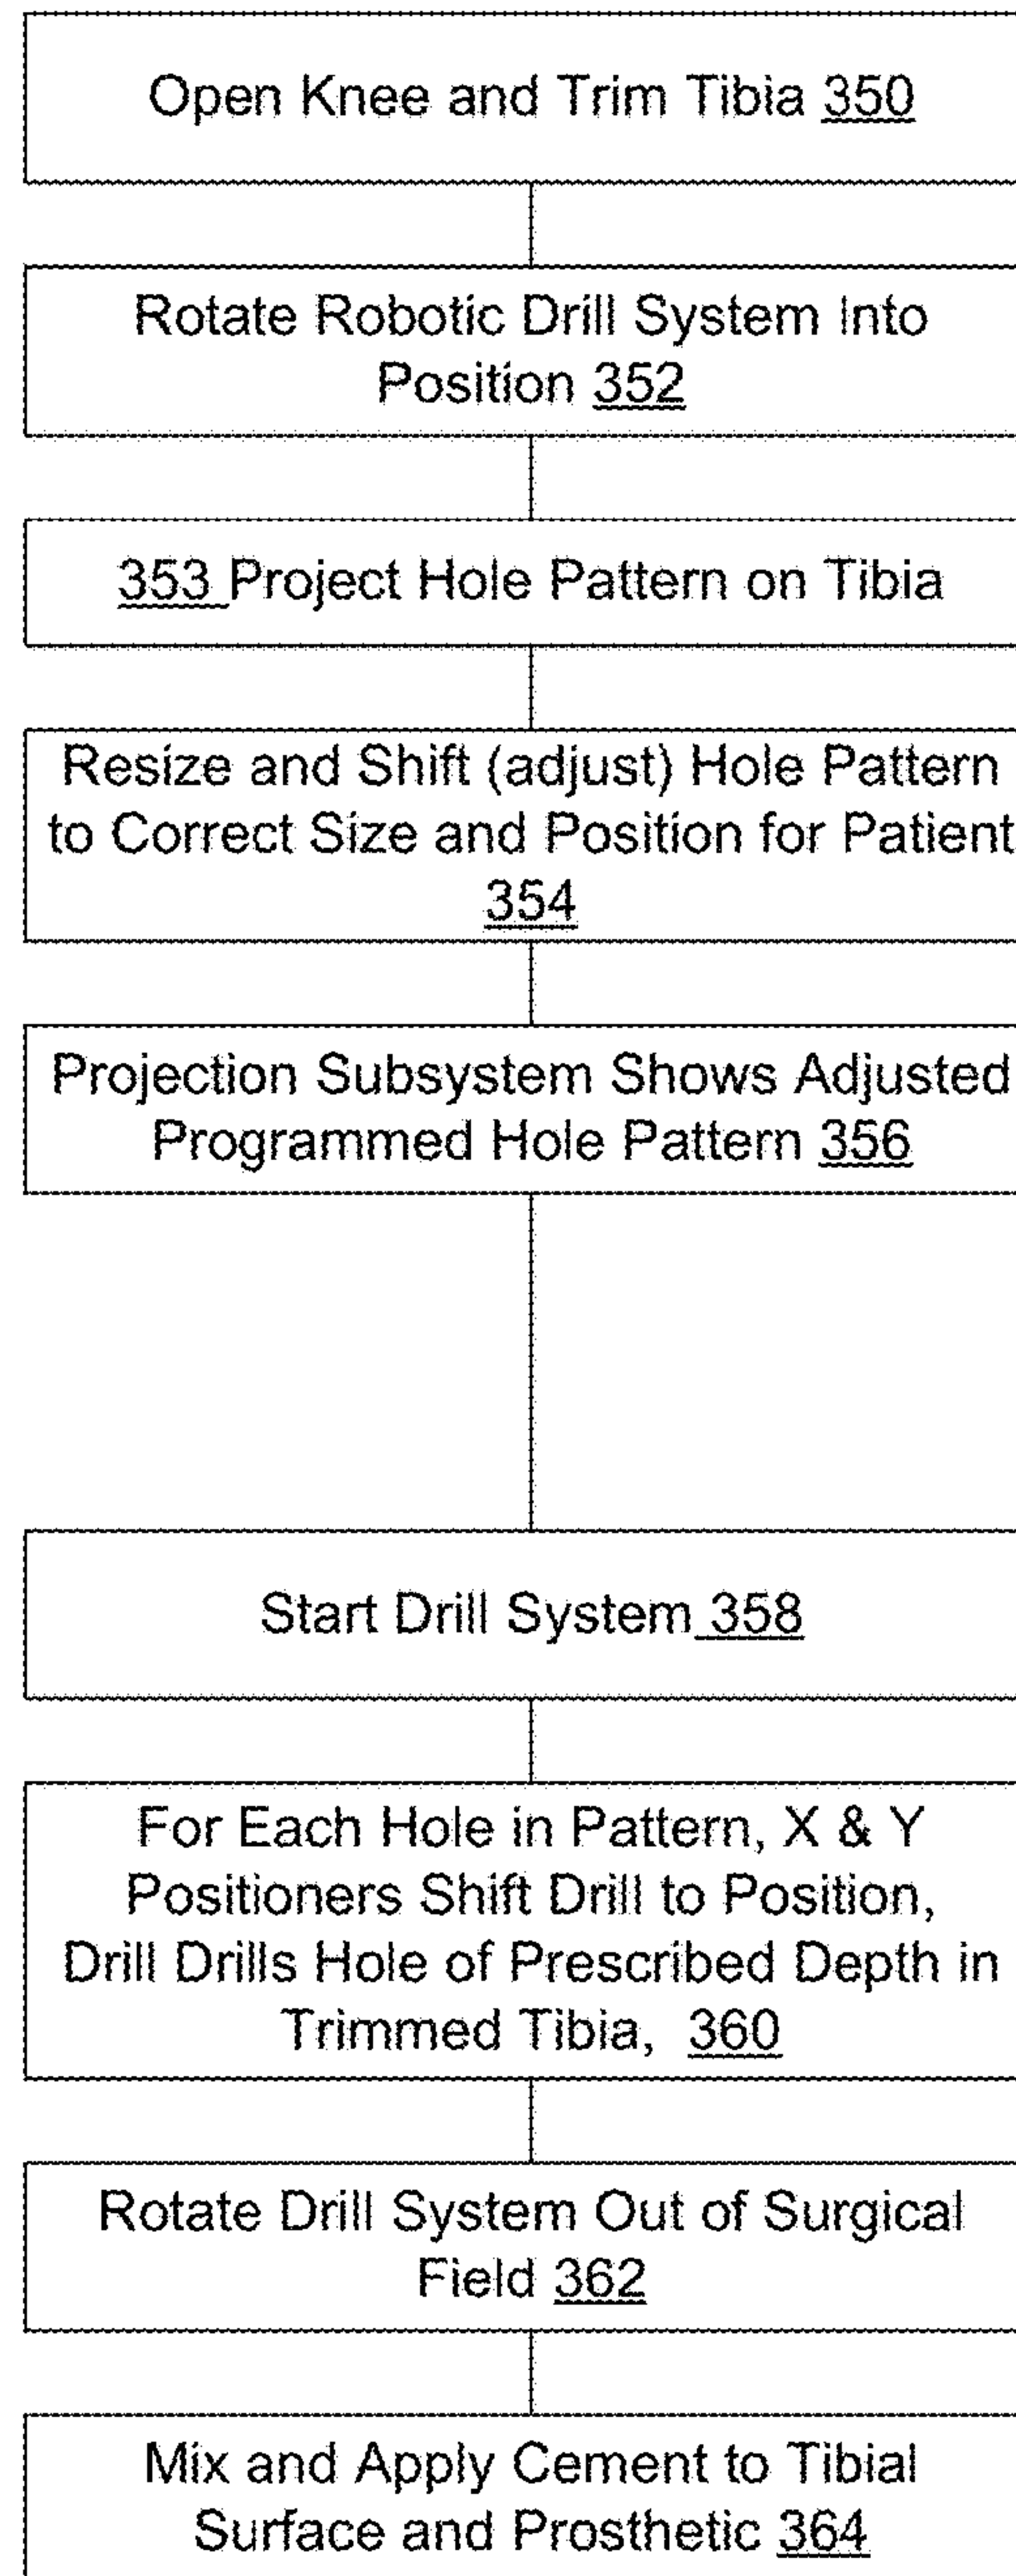 Open Knee and Trim Tibia 350
Rotate Robotic Drill System Into
Position 352
353 Project Hole Pattern on Tibia
Resize and Shift (adjust) Hole Pattern
to Correct Size and Position for Patient
354
Projection Subsystem Shows Adjusted
Programmed Hole Pattern 356
Start Drill System 358
For Each Hole in Pattern, X & Y
Positioners Shift Drill to Position,
Drill Drills Hole of Prescribed Depth in
Trimmed Tibia, 360
Rotate Drill System Out of Surgical
Field 362
Mix and Apply Cement to Tibial
Surface and Prosthetic 364